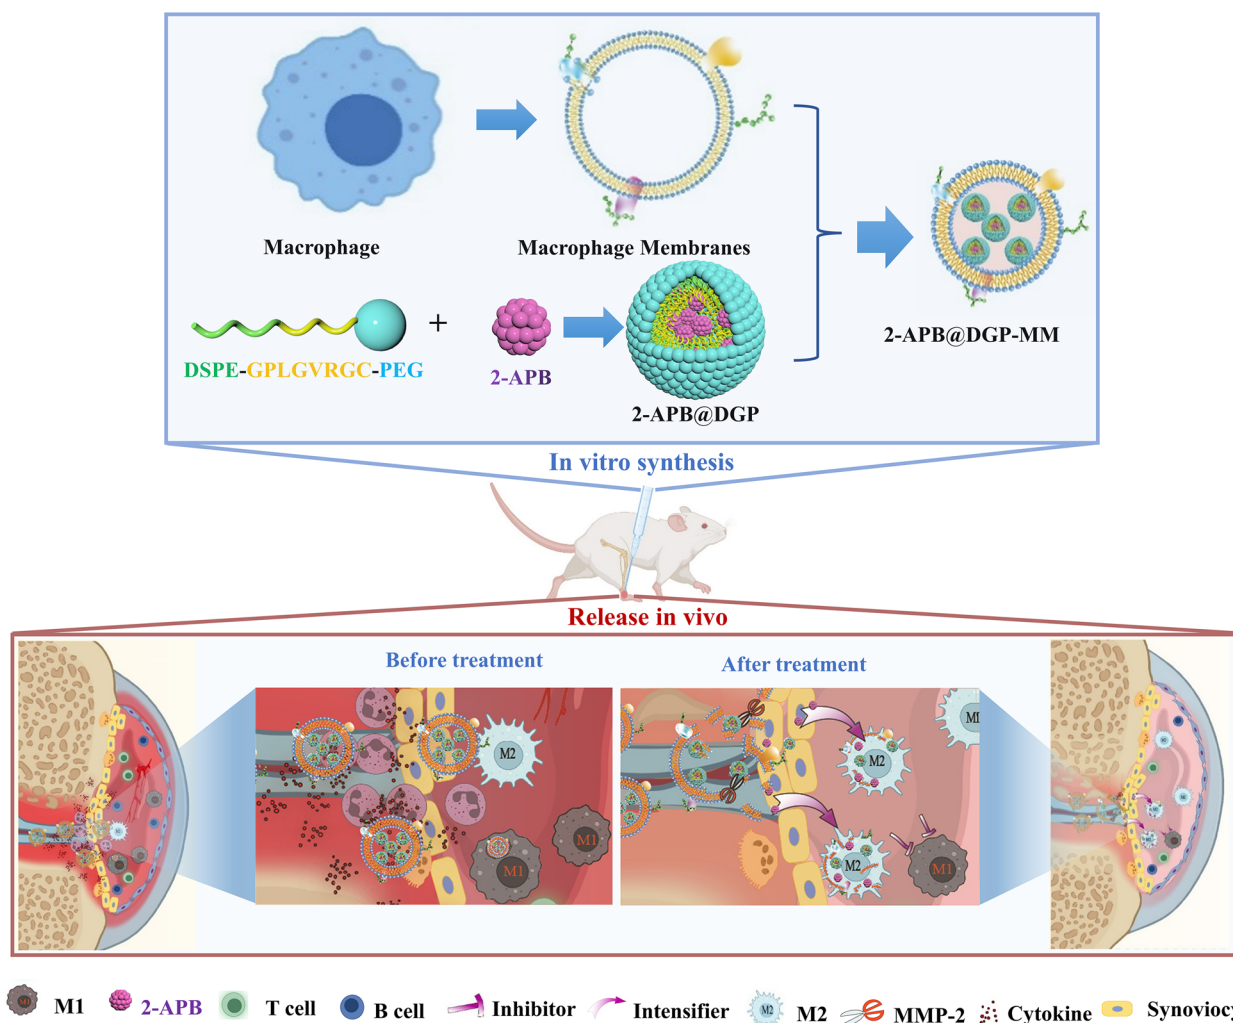 Macrophage
Macrophage Membranes
DSPE-GPLGVRGC-PEG
+
2-APB
2-APB@DGP
2-APB@DGP-MM
In vitro synthesis
Release in vivo
Before treatment
After treatment
M2
M1
M1
M2
M2
M1
M1
M1
2-APB
T cell
B cell
Inhibitor
Intensifier
M2
M2
MMP-2
Cytokine
Synoviocy